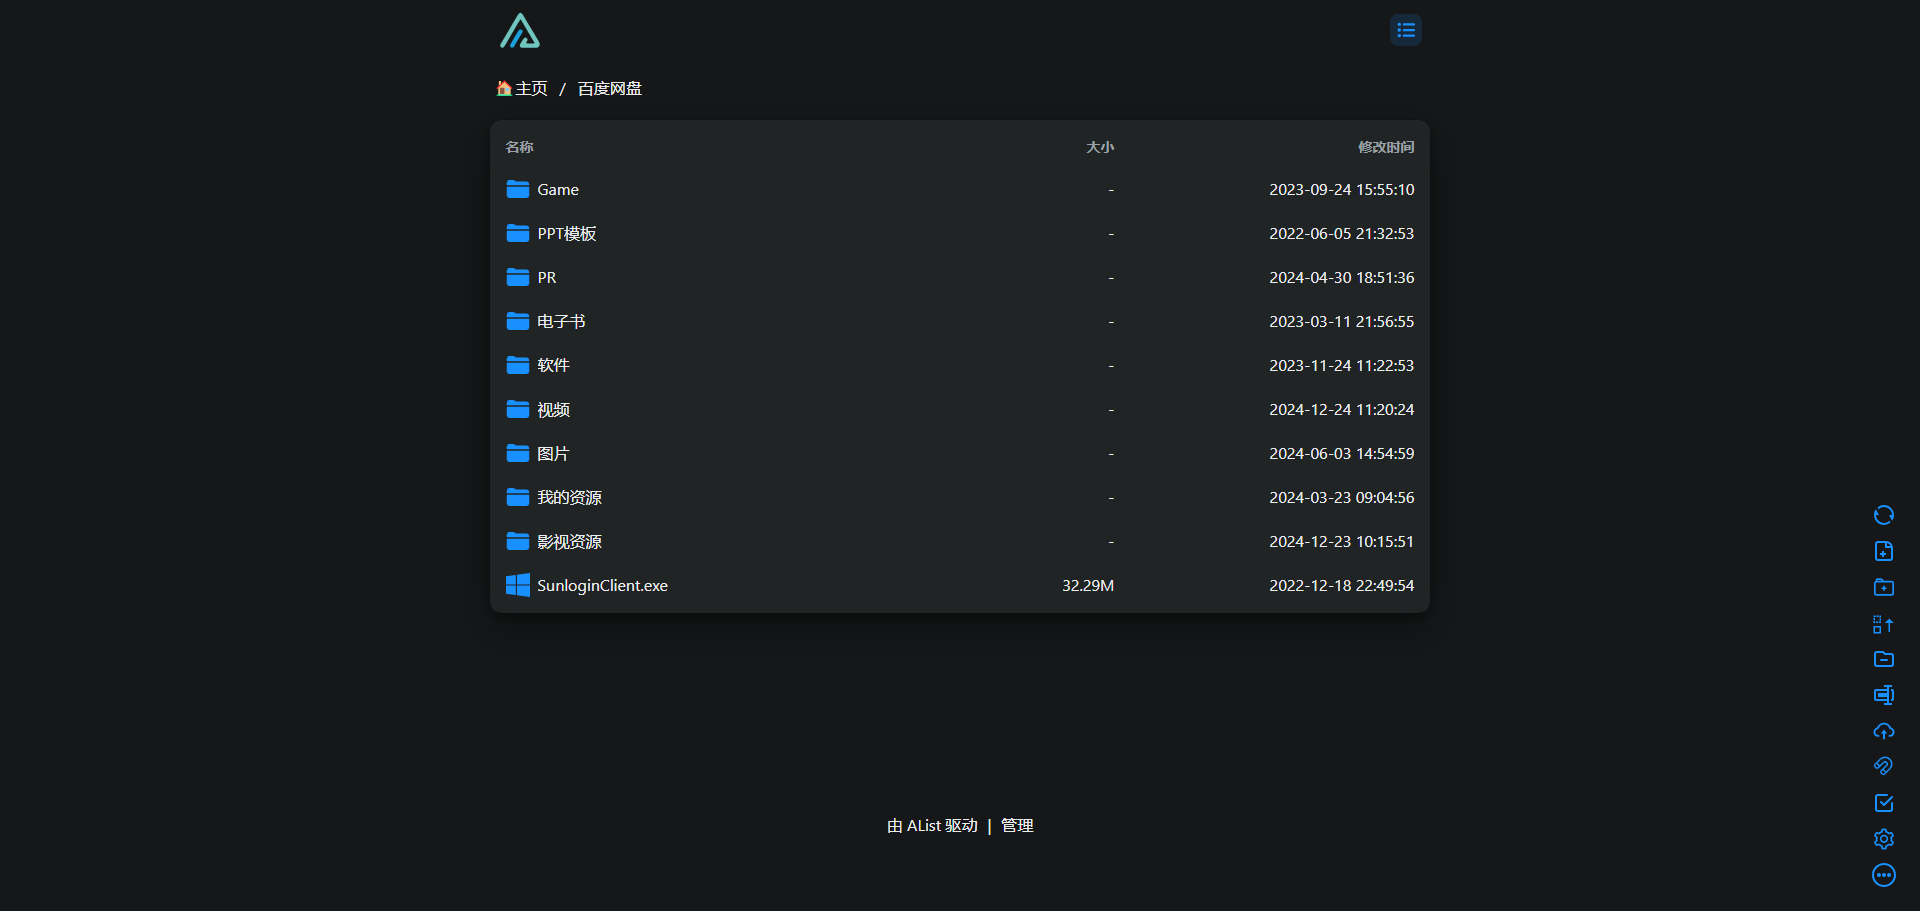 主页 / 百度网盘
名称 大小 修改时间
Game - 2023-09-24 15:55:10
PPT模板 - 2022-06-05 21:32:53
PR - 2024-04-30 18:51:36
电子书 - 2023-03-11 21:56:55
软件 - 2023-11-24 11:22:53
视频 - 2024-12-24 11:20:24
图片 - 2024-06-03 14:54:59
我的资源 - 2024-03-23 09:04:56
影视资源 - 2024-12-23 10:15:51
SunloginClient.exe 32.29M 2022-12-18 22:49:54
由 AList 驱动 | 管理